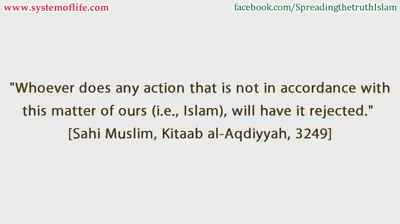 www.systemoflife.com
facebook.com/SpreadingthetruthIslam
"Whoever does any action that is not in accordance with
this matter of ours (i.e., Islam), will have it rejected."
[Sahi Muslim, Kitaab al-Aqdiyyah, 3249]